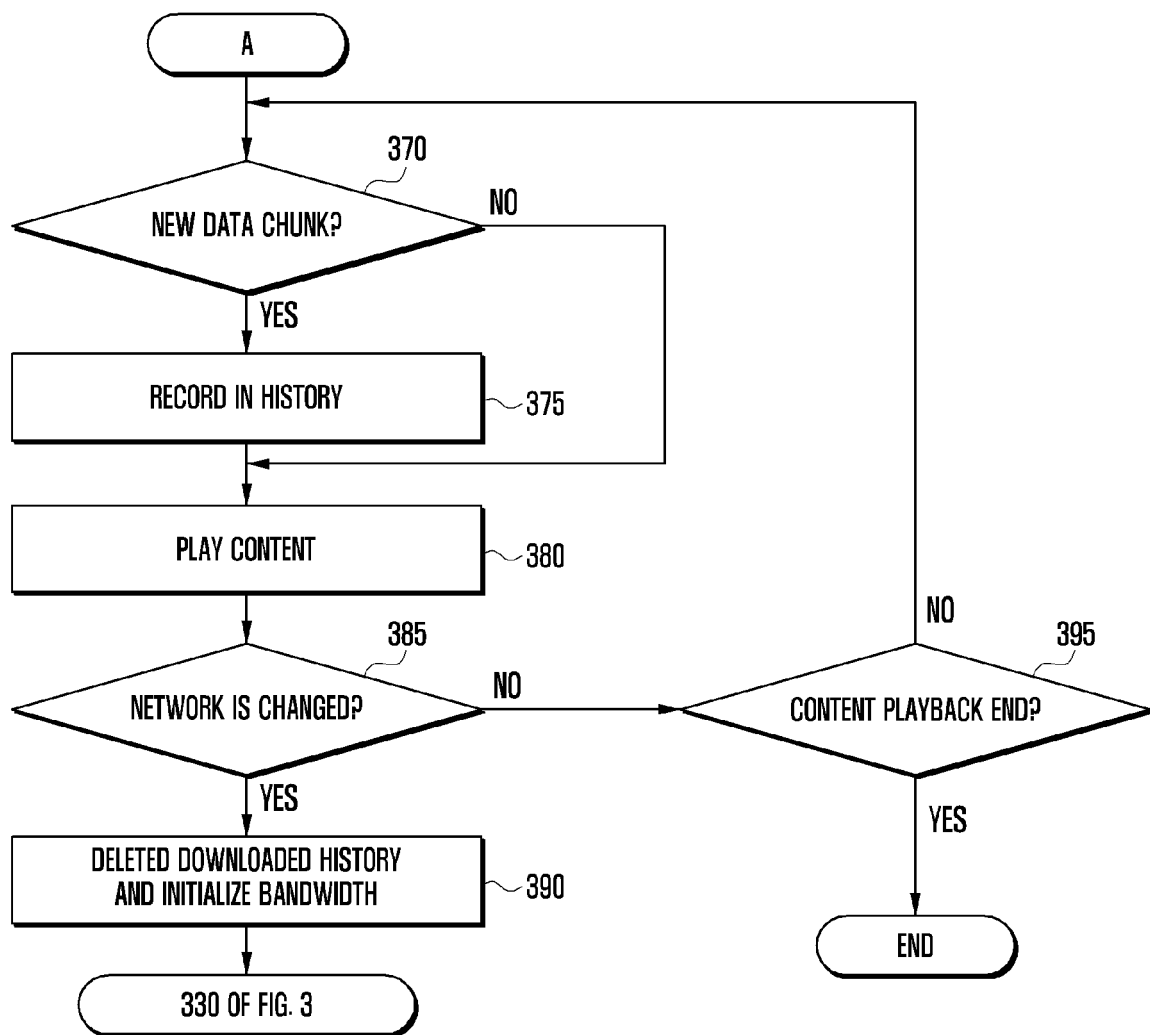 A
370
NEW DATA CHUNK?
NO
YES
RECORD IN HISTORY
375
PLAY CONTENT
380
385
NETWORK IS CHANGED?
NO
YES
NO
395
CONTENT PLAYBACK END?
YES
DELETED DOWNLOADED HISTORY
AND INITIALIZE BANDWIDTH
390
END
330 OF FIG. 3